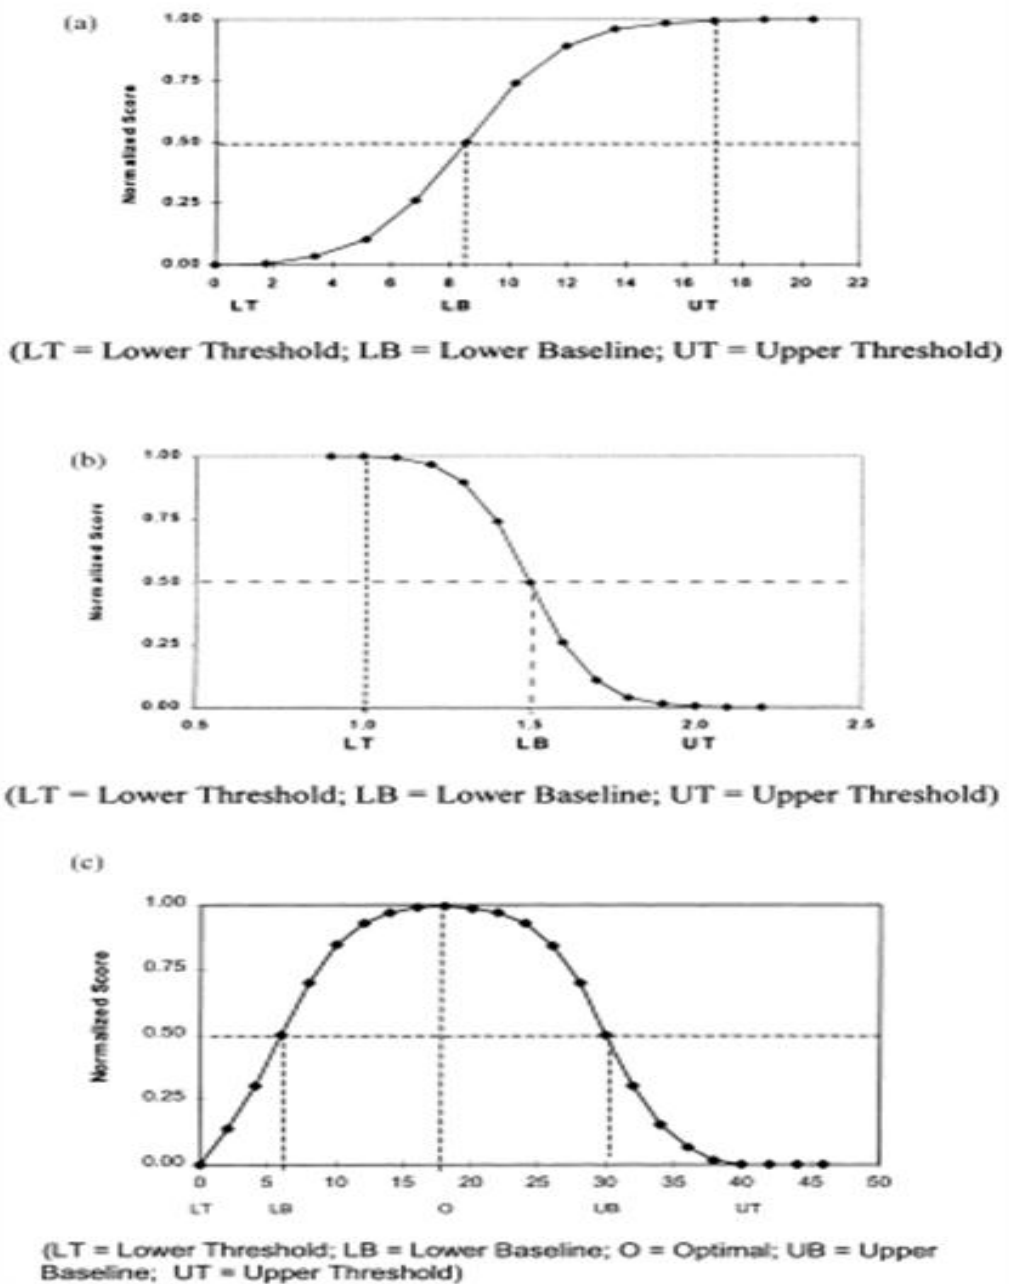 (a)
Normalized Score
1.00
0.75
0.50
0.25
0.00
0 2 4 6 8 10 12 14 16 18 20 22
LT LB UT
(LT = Lower Threshold; LB = Lower Baseline; UT = Upper Threshold)
(b)
Normalized Score
1.00
0.75
0.50
0.25
0.00
0.5 1.0 1.5 2.0 2.5
LT LB UT
(LT = Lower Threshold; LB = Lower Baseline; UT = Upper Threshold)
(c)
Normalized Score
1.00
0.75
0.50
0.25
0.00
0 5 10 15 20 25 30 35 40 45 50
LT LB O UB UT
(LT = Lower Threshold; LB = Lower Baseline; O = Optimal; UB = Upper
Baseline; UT = Upper Threshold)